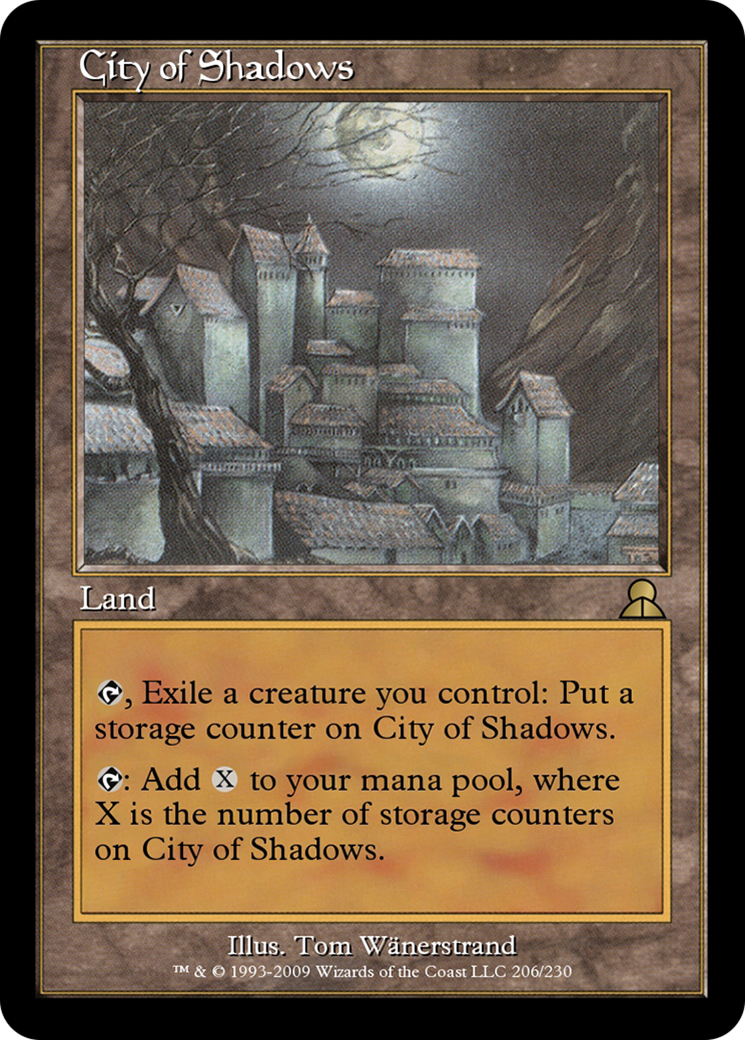 City of Shadows
Land
, Exile a creature you control: Put a
storage counter on City of Shadows.
: Add X to your mana pool, where
X is the number of storage counters
on City of Shadows.
Illus. Tom Wänerstrand
™ & © 1993-2009 Wizards of the Coast LLC 206/230